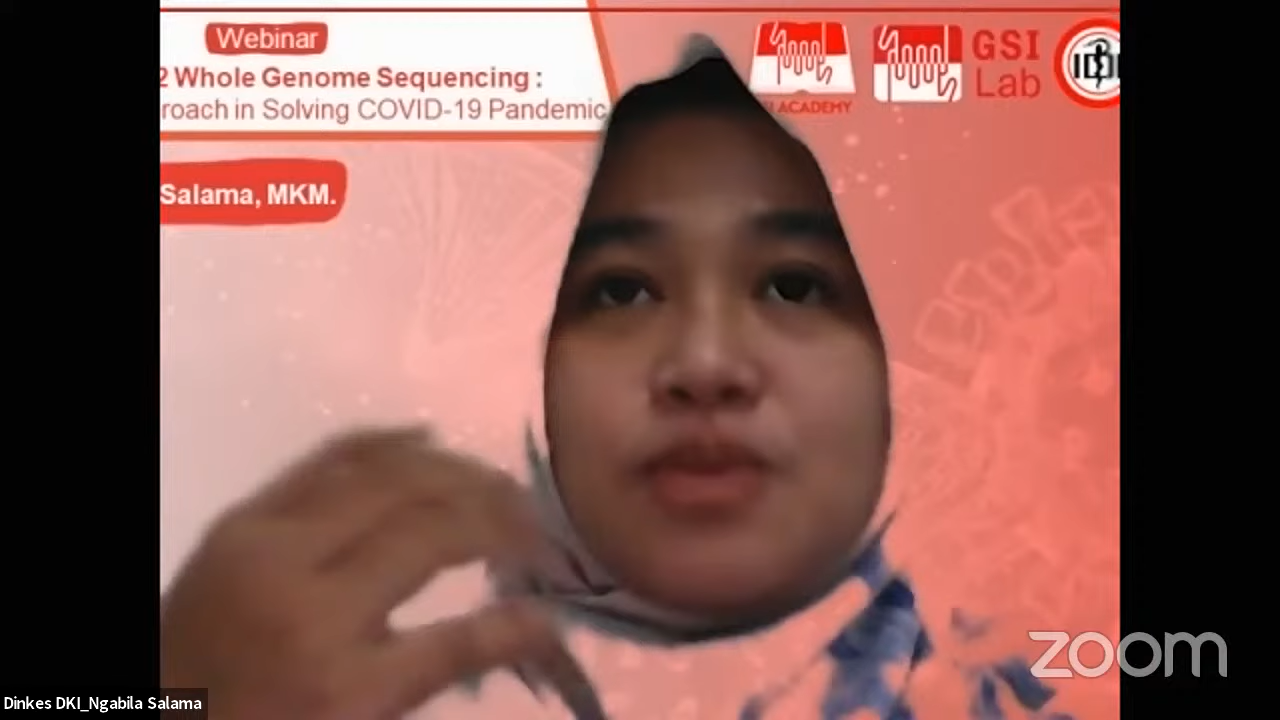 Webinar
2 Whole Genome Sequencing :
roach in Solving COVID-19 Pandemic
ACADEMY
GSI
Lab
IDI
Salama, MKM.
zoom
Dinkes DKI_Ngabila Salama